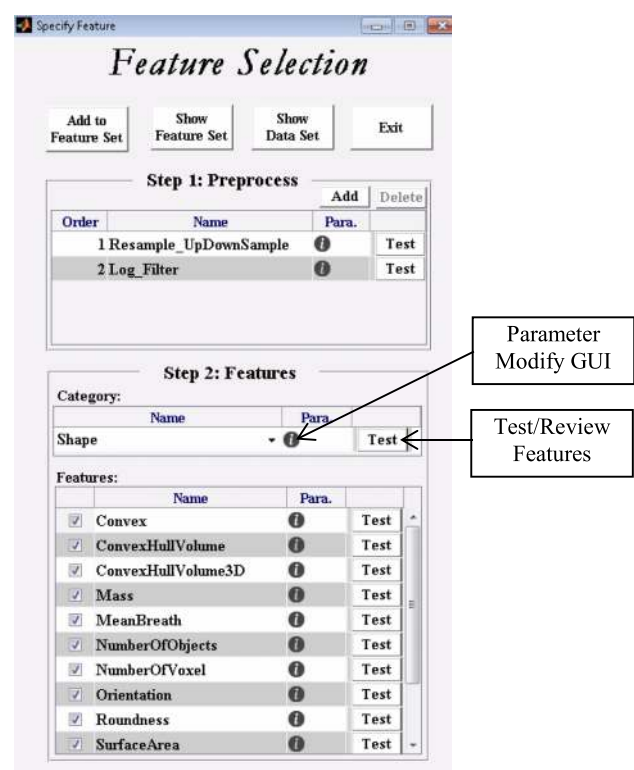 Specify Feature
Feature Selection
Add to Feature Set
Show Feature Set
Show Data Set
Exit
Step 1: Preprocess
Add Delete
Order Name Para.
1 Resample_UpDownSample i Test
2 Log_Filter i Test
Parameter
Modify GUI
Step 2: Features
Category:
Name Para.
Shape i Test
Test/Review
Features
Features:
Name Para.
Convex i Test
ConvexHullVolume i Test
ConvexHullVolume3D i Test
Mass i Test
MeanBreath i Test
NumberOfObjects i Test
NumberOfVoxel i Test
Orientation i Test
Roundness i Test
SurfaceArea i Test